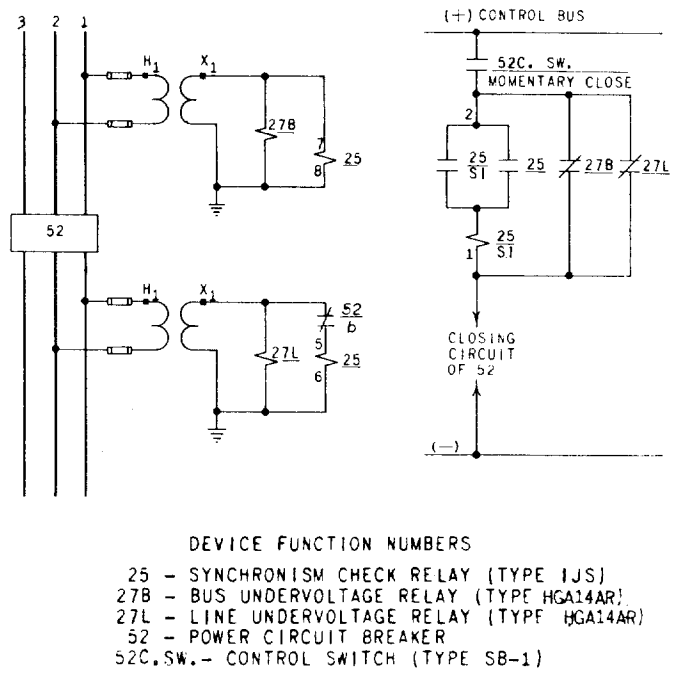 3 2 1
(+) CONTROL BUS
H1 X1
52C. SW.
MOMENTARY CLOSE
27B
7
8 25
2
25
SI
25
27B
27L
52
1 25
SI
H1 X1
52
b
27L
5
6 25
CLOSING
CIRCUIT
OF 52
(—)
DEVICE FUNCTION NUMBERS
25 – SYNCHRONISM CHECK RELAY (TYPE IJS)
27B – BUS UNDERVOLTAGE RELAY (TYPE HGA14AR)
27L – LINE UNDERVOLTAGE RELAY (TYPE HGA14AR)
52 – POWER CIRCUIT BREAKER
52C.SW.– CONTROL SWITCH (TYPE SB-1)